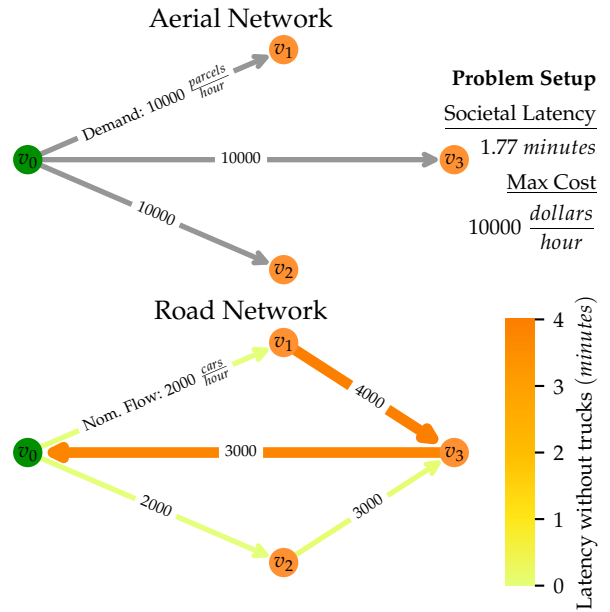 Aerial Network
v₁
Demand: 10000 parcels/hour
v₀
10000
v₃
10000
v₂
Problem Setup
Societal Latency
1.77 minutes
Max Cost
10000 dollars/hour
Road Network
v₁
Nom. Flow: 2000 cars/hour
4000
v₀
3000
v₃
2000
3000
v₂
4
3
2
1
0
Latency without trucks (minutes)